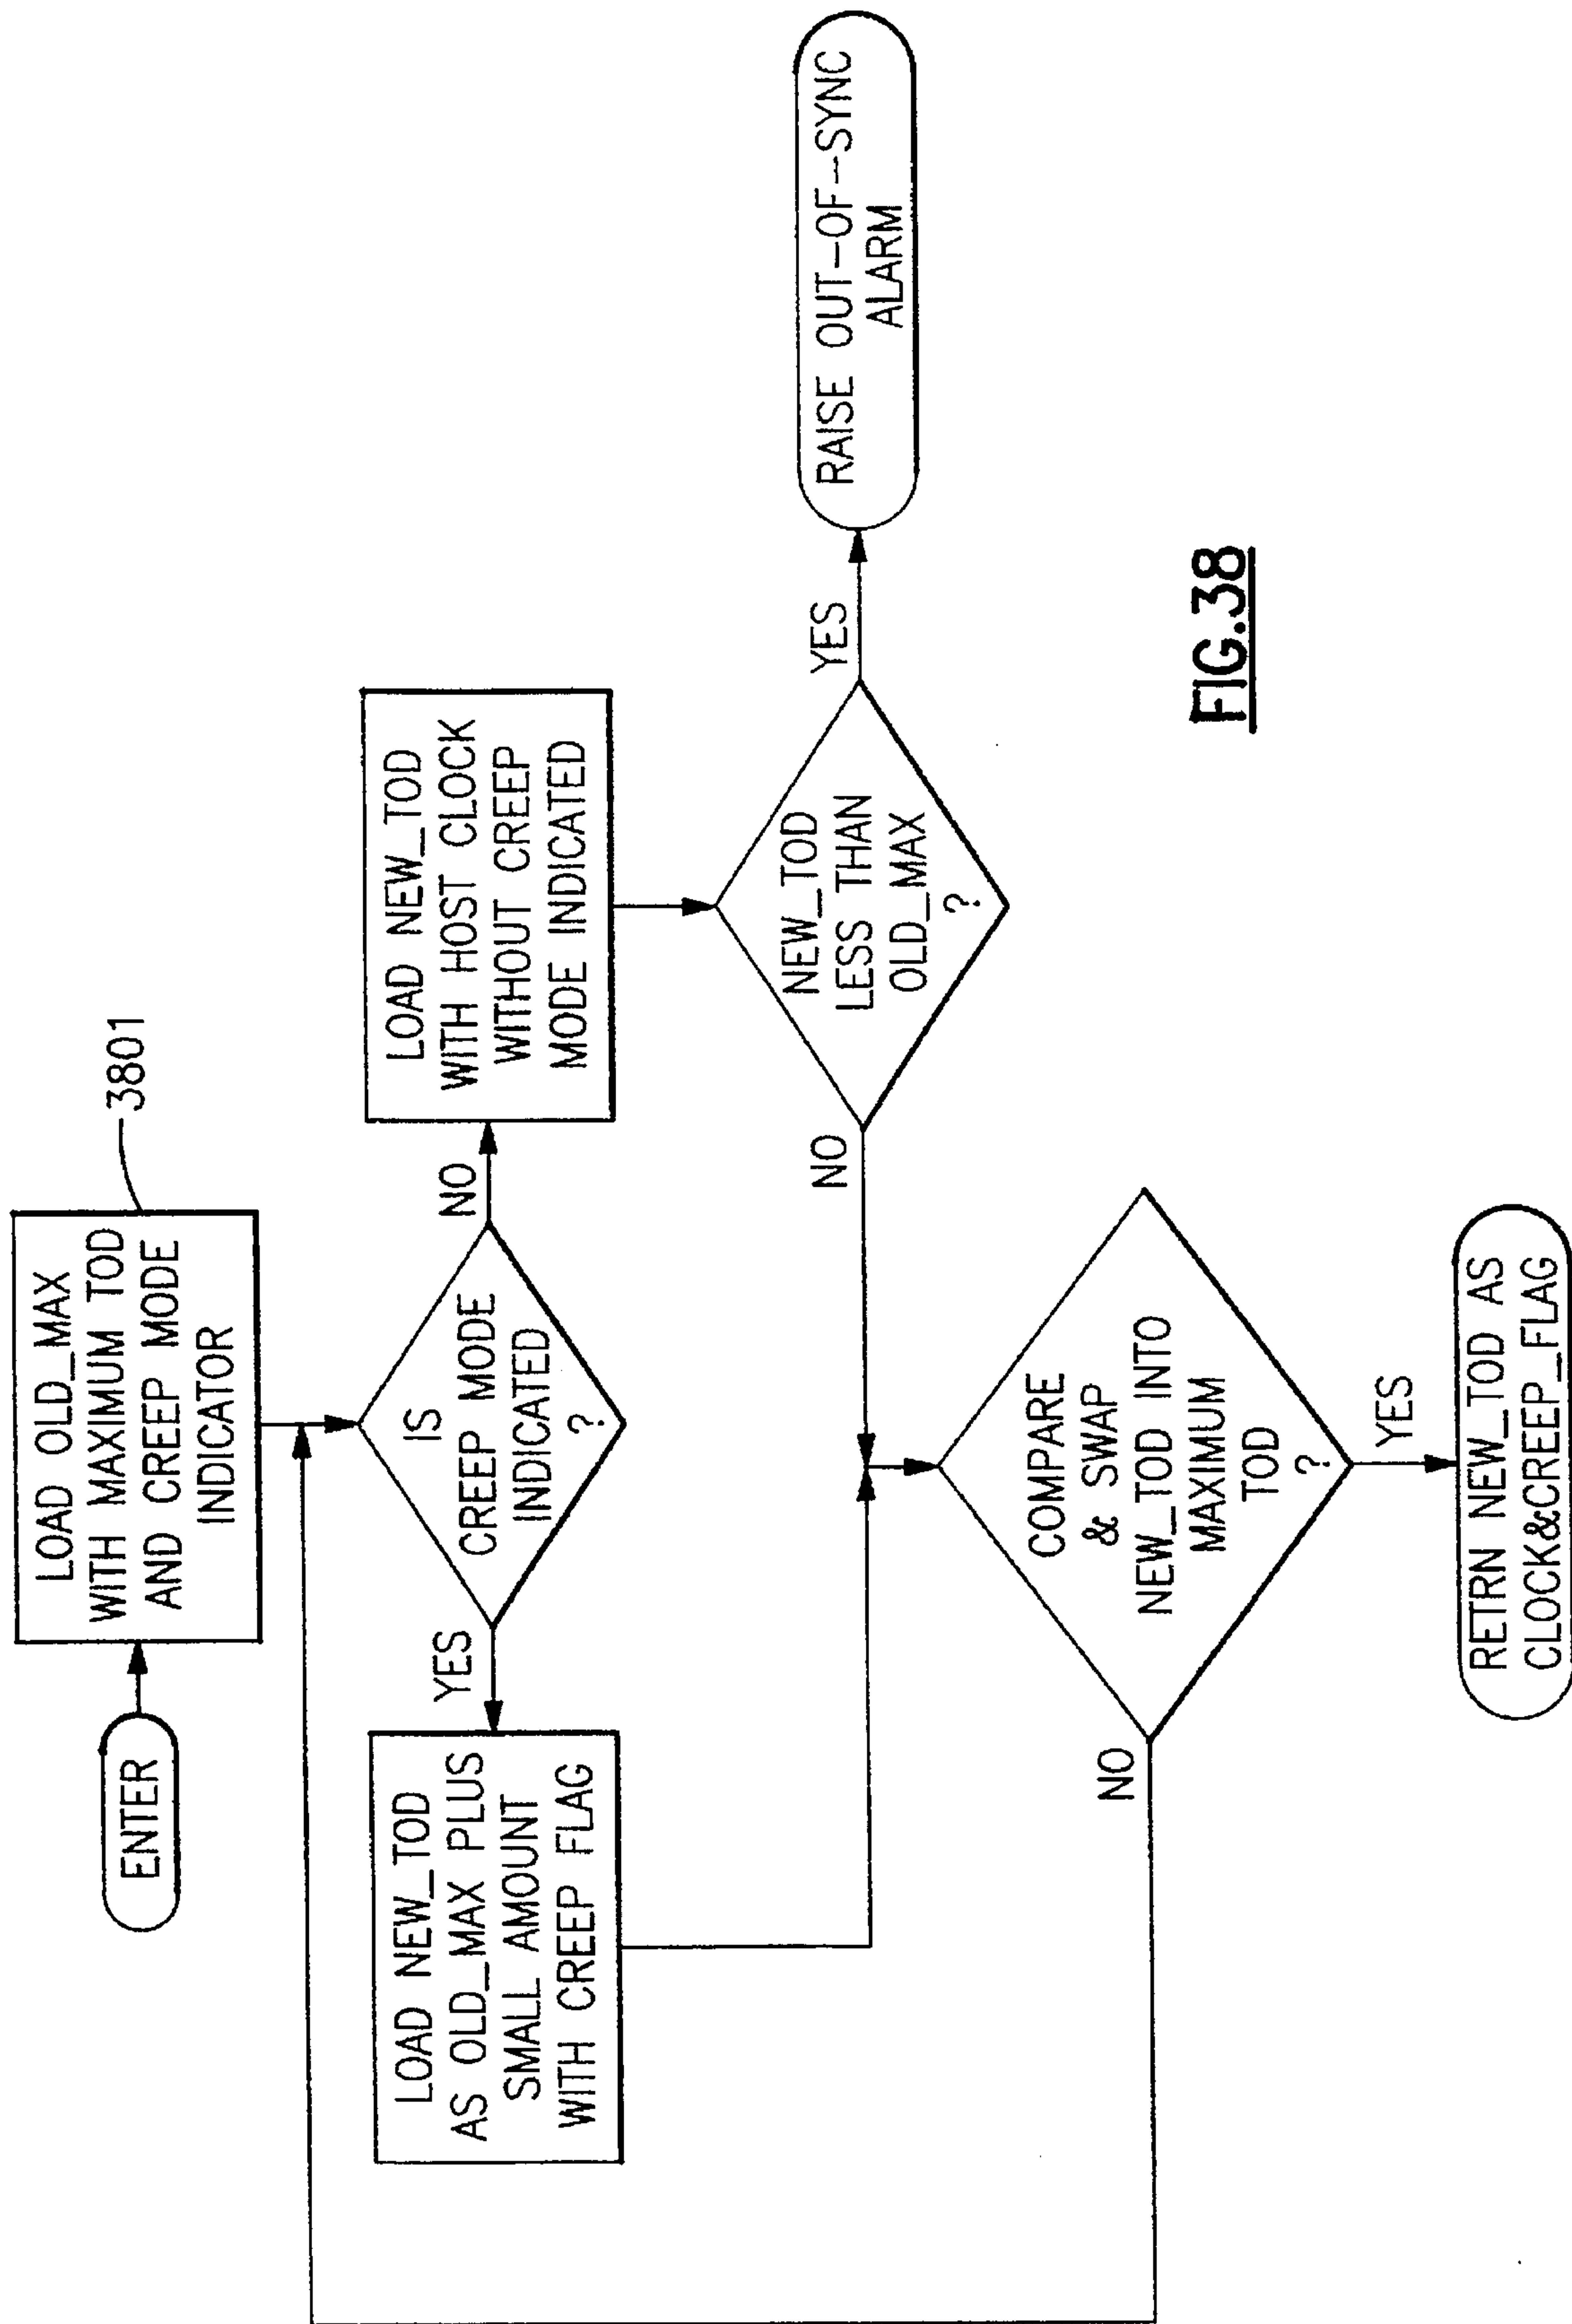 ENTER
LOAD OLD_MAX
WITH MAXIMUM TOD
AND CREEP MODE
INDICATOR
3801
IS
CREEP MODE
INDICATED
?
YES
NO
LOAD NEW_TOD
AS OLD_MAX PLUS
SMALL AMOUNT
WITH CREEP FLAG
LOAD NEW_TOD
WITH HOST CLOCK
WITHOUT CREEP
MODE INDICATED
NEW_TOD
LESS THAN
OLD_MAX
?
NO
YES
RAISE OUT-OF-SYNC
ALARM
COMPARE
& SWAP
NEW_TOD INTO
MAXIMUM
TOD
?
NO
YES
RETRN NEW_TOD AS
CLOCK&CREEP_FLAG
FIG.38